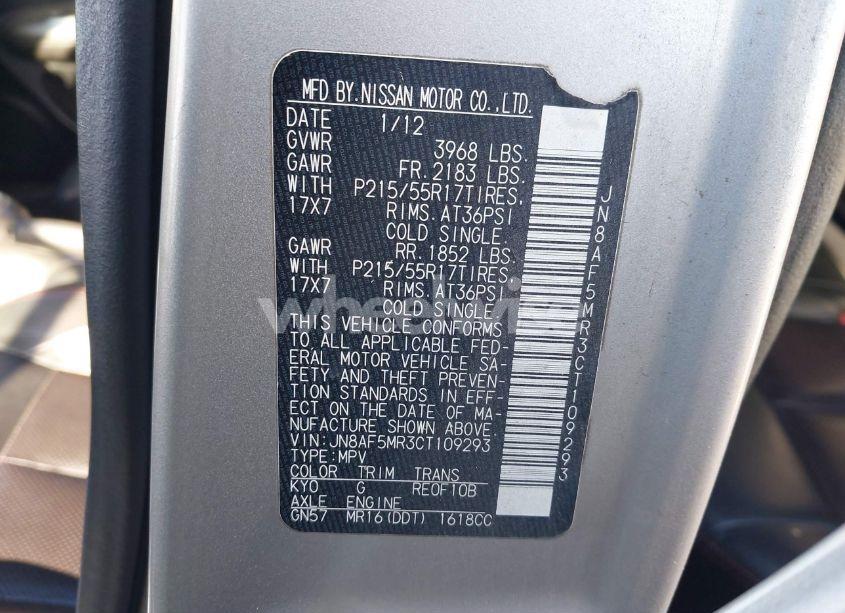 MFD BY.NISSAN MOTOR CO.,LTD.
DATE 1/12
GVWR 3968 LBS.
GAWR FR.2183 LBS.
WITH P215/55R17TIRES,
17X7 RIMS.AT36PSI
COLD SINGLE.
GAWR RR.1852 LBS.
WITH P215/55R17TIRES,
17X7 RIMS.AT36PSI
COLD SINGLE.
THIS VEHICLE CONFORMS
TO ALL APPLICABLE FED-
ERAL MOTOR VEHICLE SA-
FETY AND THEFT PREVEN-
TION STANDARDS IN EFF-
ECT ON THE DATE OF MA-
NUFACTURE SHOWN ABOVE.
VIN:JN8AF5MR3CT109293
TYPE:MPV
COLOR TRIM TRANS
KYO G RE0F10B
AXLE ENGINE
GN57 MR16(DDT) 1618CC
JN8AF5MR3CT109293